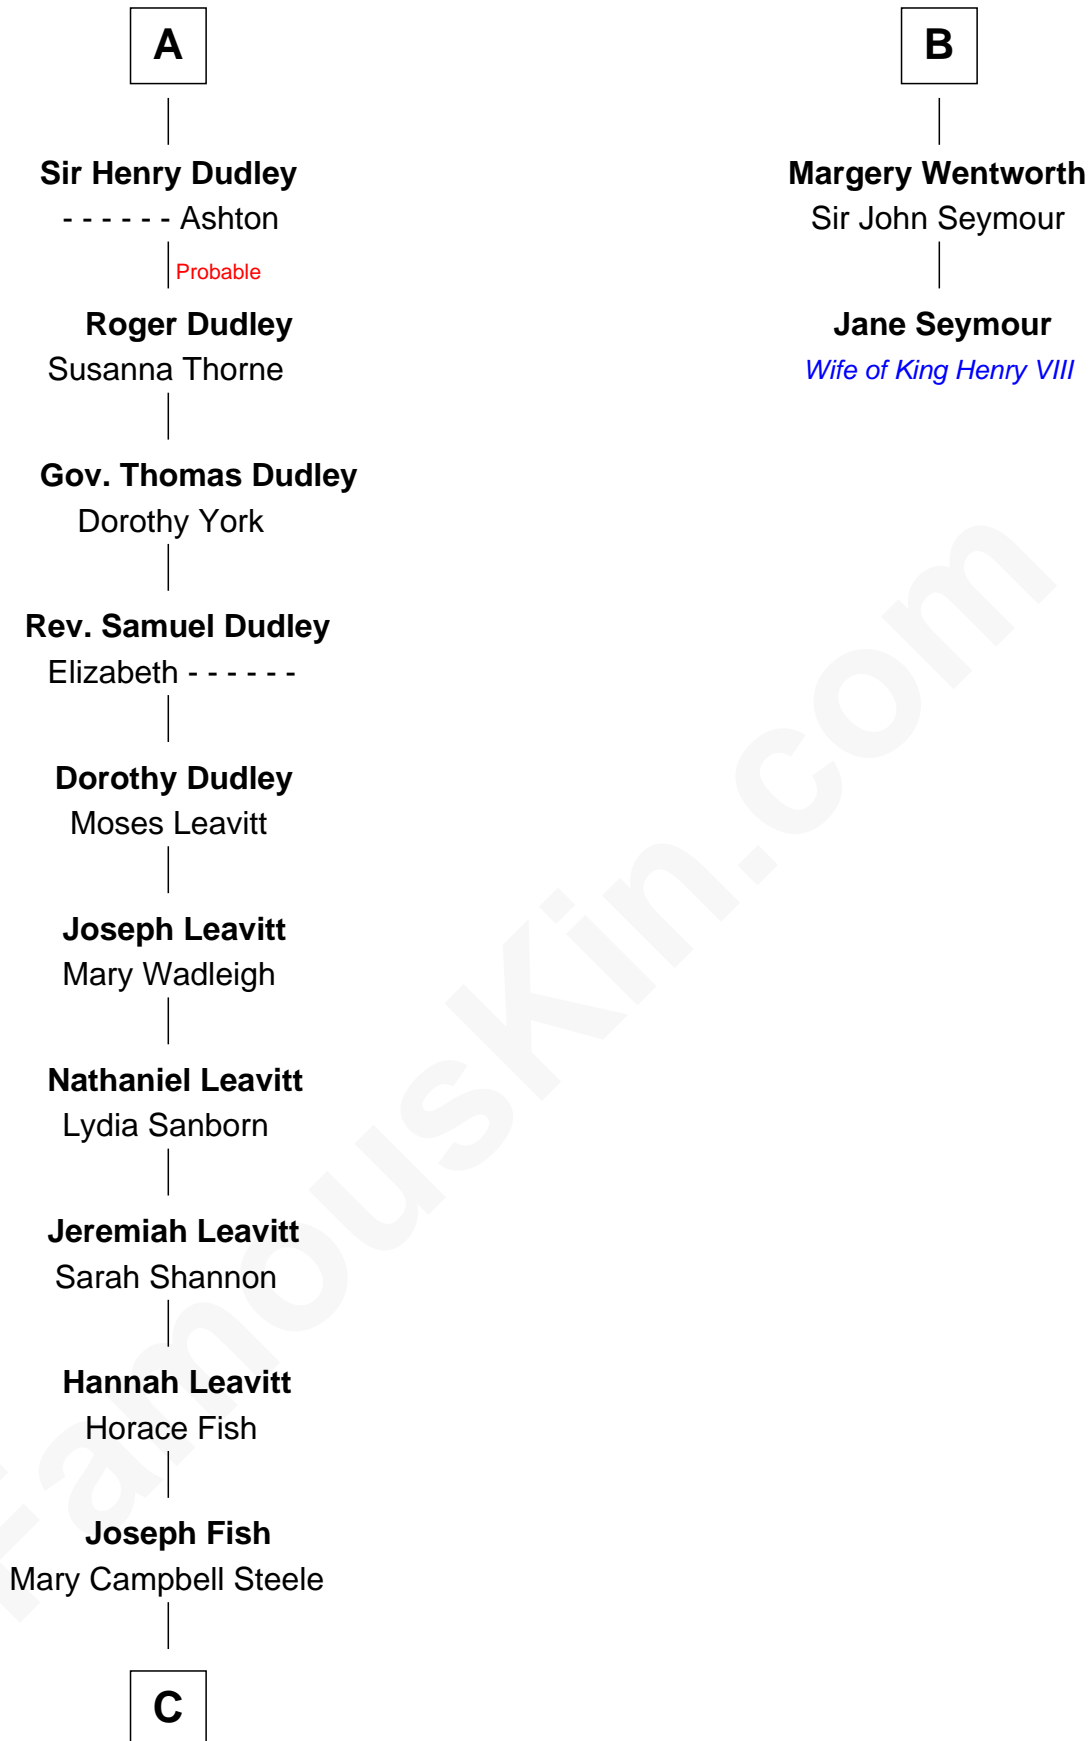 A
Sir Henry Dudley
- - - - - - Ashton
Probable
Roger Dudley
Susanna Thorne
Gov. Thomas Dudley
Dorothy York
Rev. Samuel Dudley
Elizabeth - - - - - -
Dorothy Dudley
Moses Leavitt
Joseph Leavitt
Mary Wadleigh
Nathaniel Leavitt
Lydia Sanborn
Jeremiah Leavitt
Sarah Shannon
Hannah Leavitt
Horace Fish
Joseph Fish
Mary Campbell Steele
C
B
Margery Wentworth
Sir John Seymour
Jane Seymour
Wife of King Henry VIII
FamousKin.com